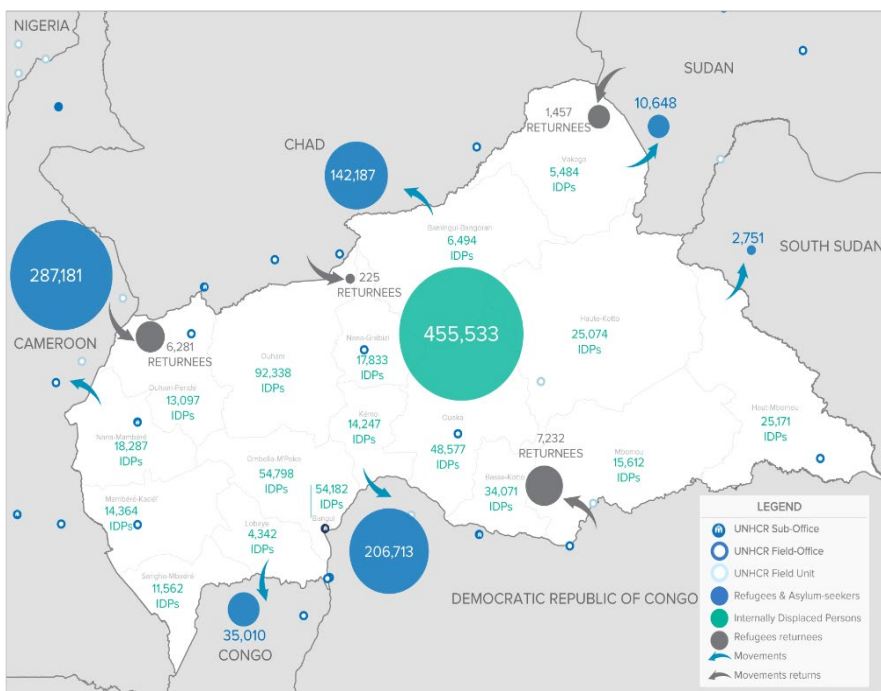 NIGERIA
SUDAN
10,648
1,457
RETURNEES
CHAD
142,187
Vakaga
5,484
IDPs
Bamingui-Bangoran
6,494
IDPs
2,751
SOUTH SUDAN
287,181
225
RETURNEES
455,533
Haute-Kotto
25,074
IDPs
CAMEROON
6,281
RETURNEES
Nana-Grébizi
17,833
IDPs
Ouham
92,338
IDPs
Ouham-Pendé
13,097
IDPs
Kémo
14,247
IDPs
Ouaka
48,577
IDPs
7,232
RETURNEES
Haut-Mbomou
25,171
IDPs
Nana-Mambéré
18,287
IDPs
Ombella-M'Poko
54,798
IDPs
54,182
IDPs
Bangui
Basse-Kotto
34,071
IDPs
Mbomou
15,612
IDPs
Mambéré-Kadéï
14,364
IDPs
Lobaye
4,342
IDPs
206,713
Sangha-Mbaéré
11,562
IDPs
35,010
CONGO
DEMOCRATIC REPUBLIC OF CONGO
LEGEND
UNHCR Sub-Office
UNHCR Field-Office
UNHCR Field Unit
Refugees & Asylum-seekers
Internally Displaced Persons
Refugees returnees
Movements
Movements returns